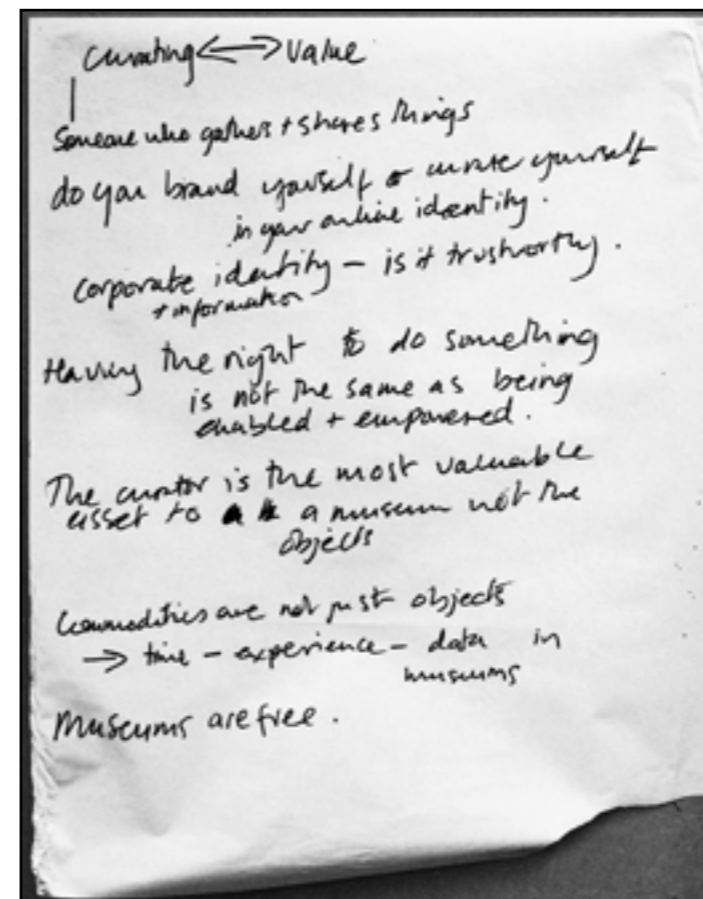 Curating ⟷ Value
Someone who gathers + shares things
do you brand yourself or curate yourself
in your online identity.
Corporate identity – is it trustworthy.
+ information
Having the right to do something
is not the same as being
enabled + empowered.
The curator is the most valuable
asset to a museum not the
objects
Commodities are not just objects
→ time – experience – data in
museums
Museums are free.